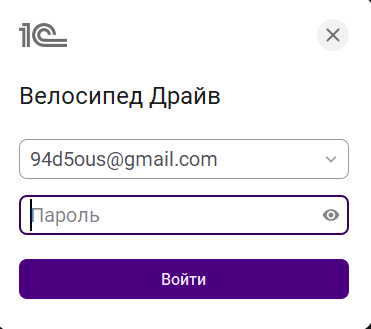 1С
Велосипед Драйв
94d5ous@gmail.com
Пароль
Войти